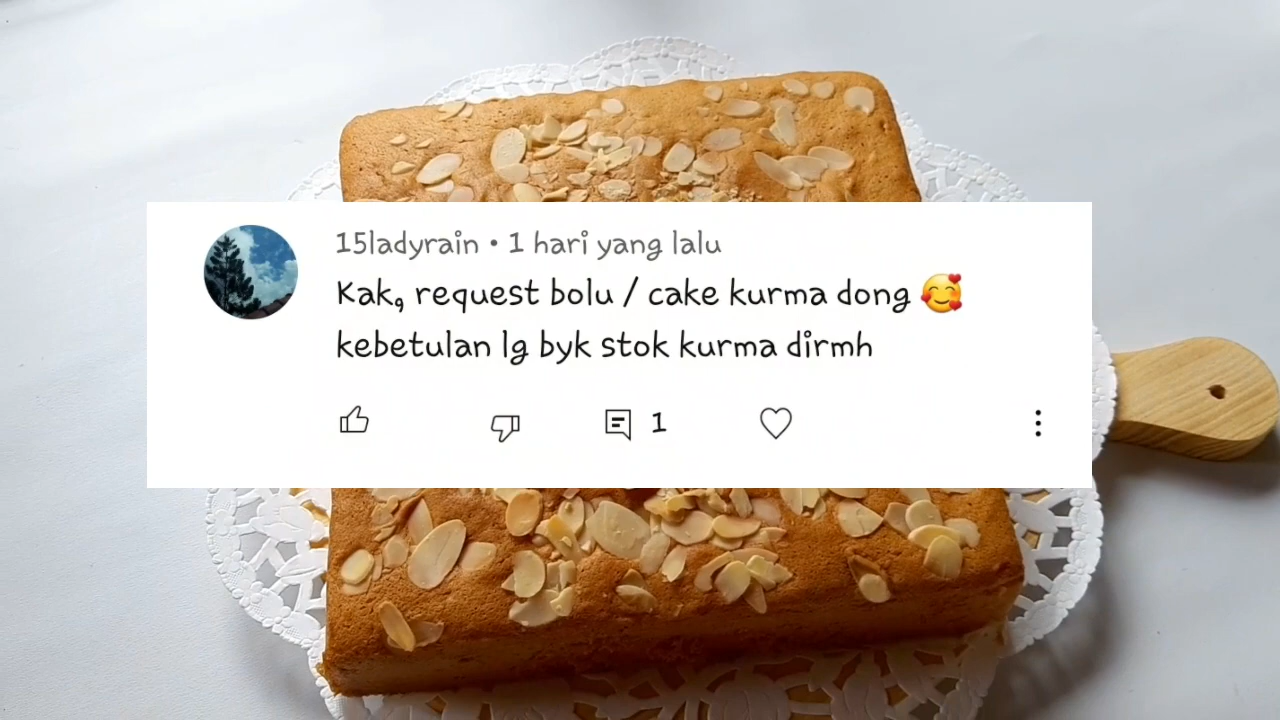 15ladyrain • 1 hari yang lalu
Kak, request bolu / cake kurma dong 🥰
kebetulan lg byk stok kurma dirmh
1